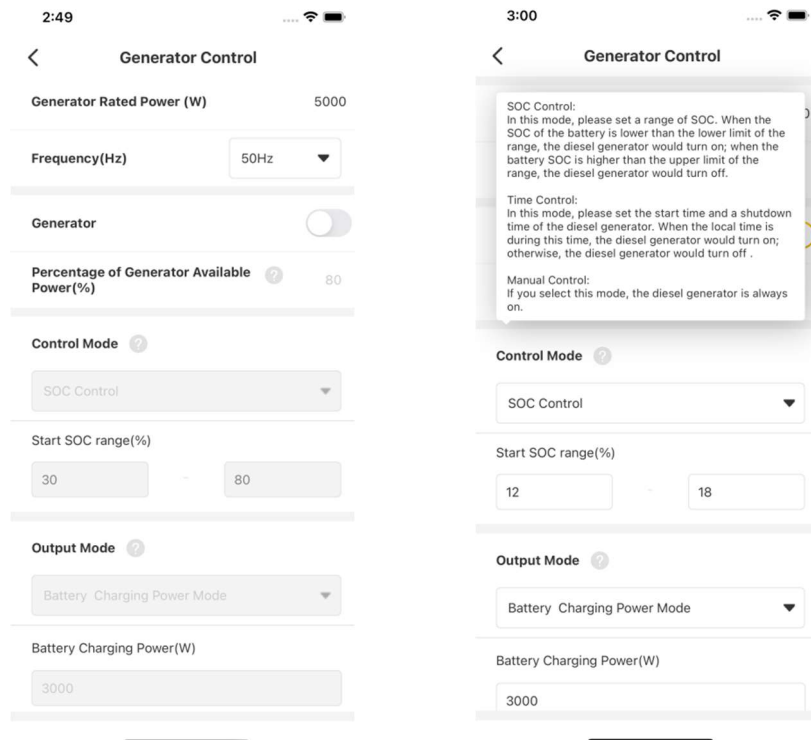 2:49
Generator Control
Generator Rated Power (W) 5000
Frequency(Hz) 50Hz
Generator
Percentage of Generator Available
Power(%)
? 80
Control Mode ?
SOC Control
Start SOC range(%)
30 - 80
Output Mode ?
Battery Charging Power Mode
Battery Charging Power(W)
3000
3:00
Generator Control
SOC Control:
In this mode, please set a range of SOC. When the
SOC of the battery is lower than the lower limit of the
range, the diesel generator would turn on; when the
battery SOC is higher than the upper limit of the
range, the diesel generator would turn off.
Time Control:
In this mode, please set the start time and a shutdown
time of the diesel generator. When the local time is
during this time, the diesel generator would turn on;
otherwise, the diesel generator would turn off .
Manual Control:
If you select this mode, the diesel generator is always
on.
Control Mode ?
SOC Control
Start SOC range(%)
12 - 18
Output Mode ?
Battery Charging Power Mode
Battery Charging Power(W)
3000